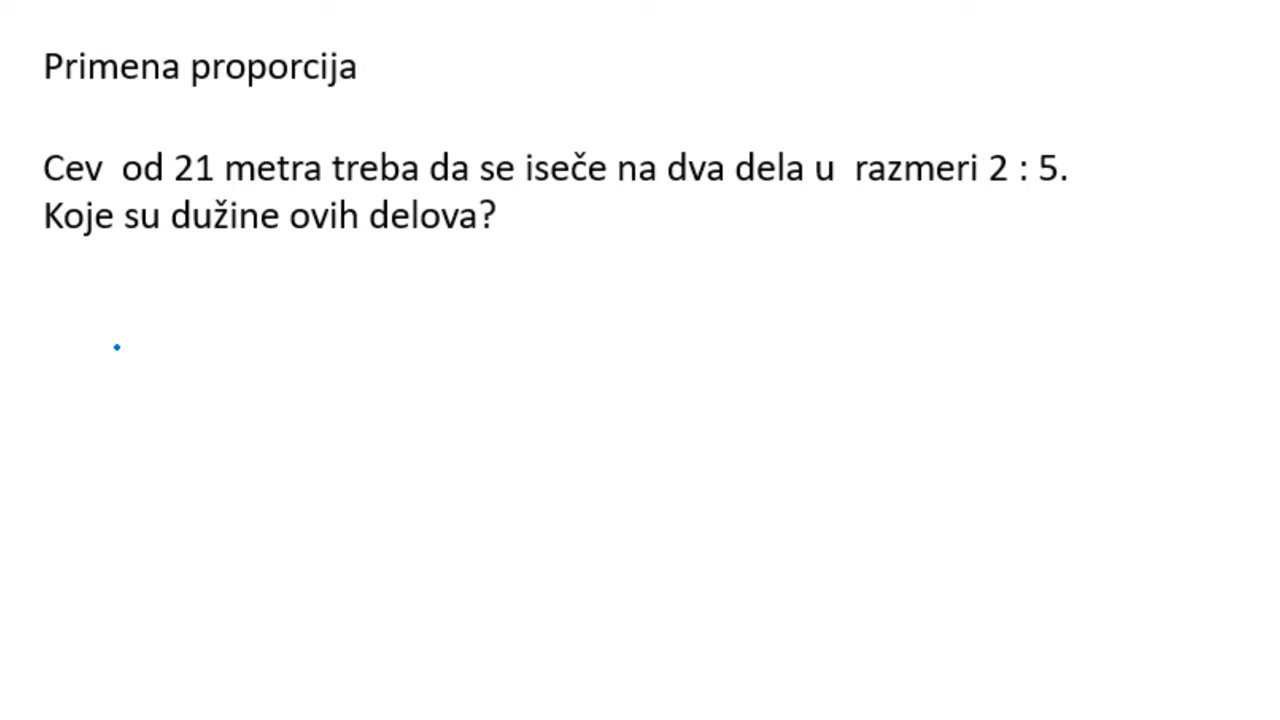 Primena proporcija
Cev od 21 metra treba da se iseče na dva dela u razmeri 2 : 5.
Koje su dužine ovih delova?